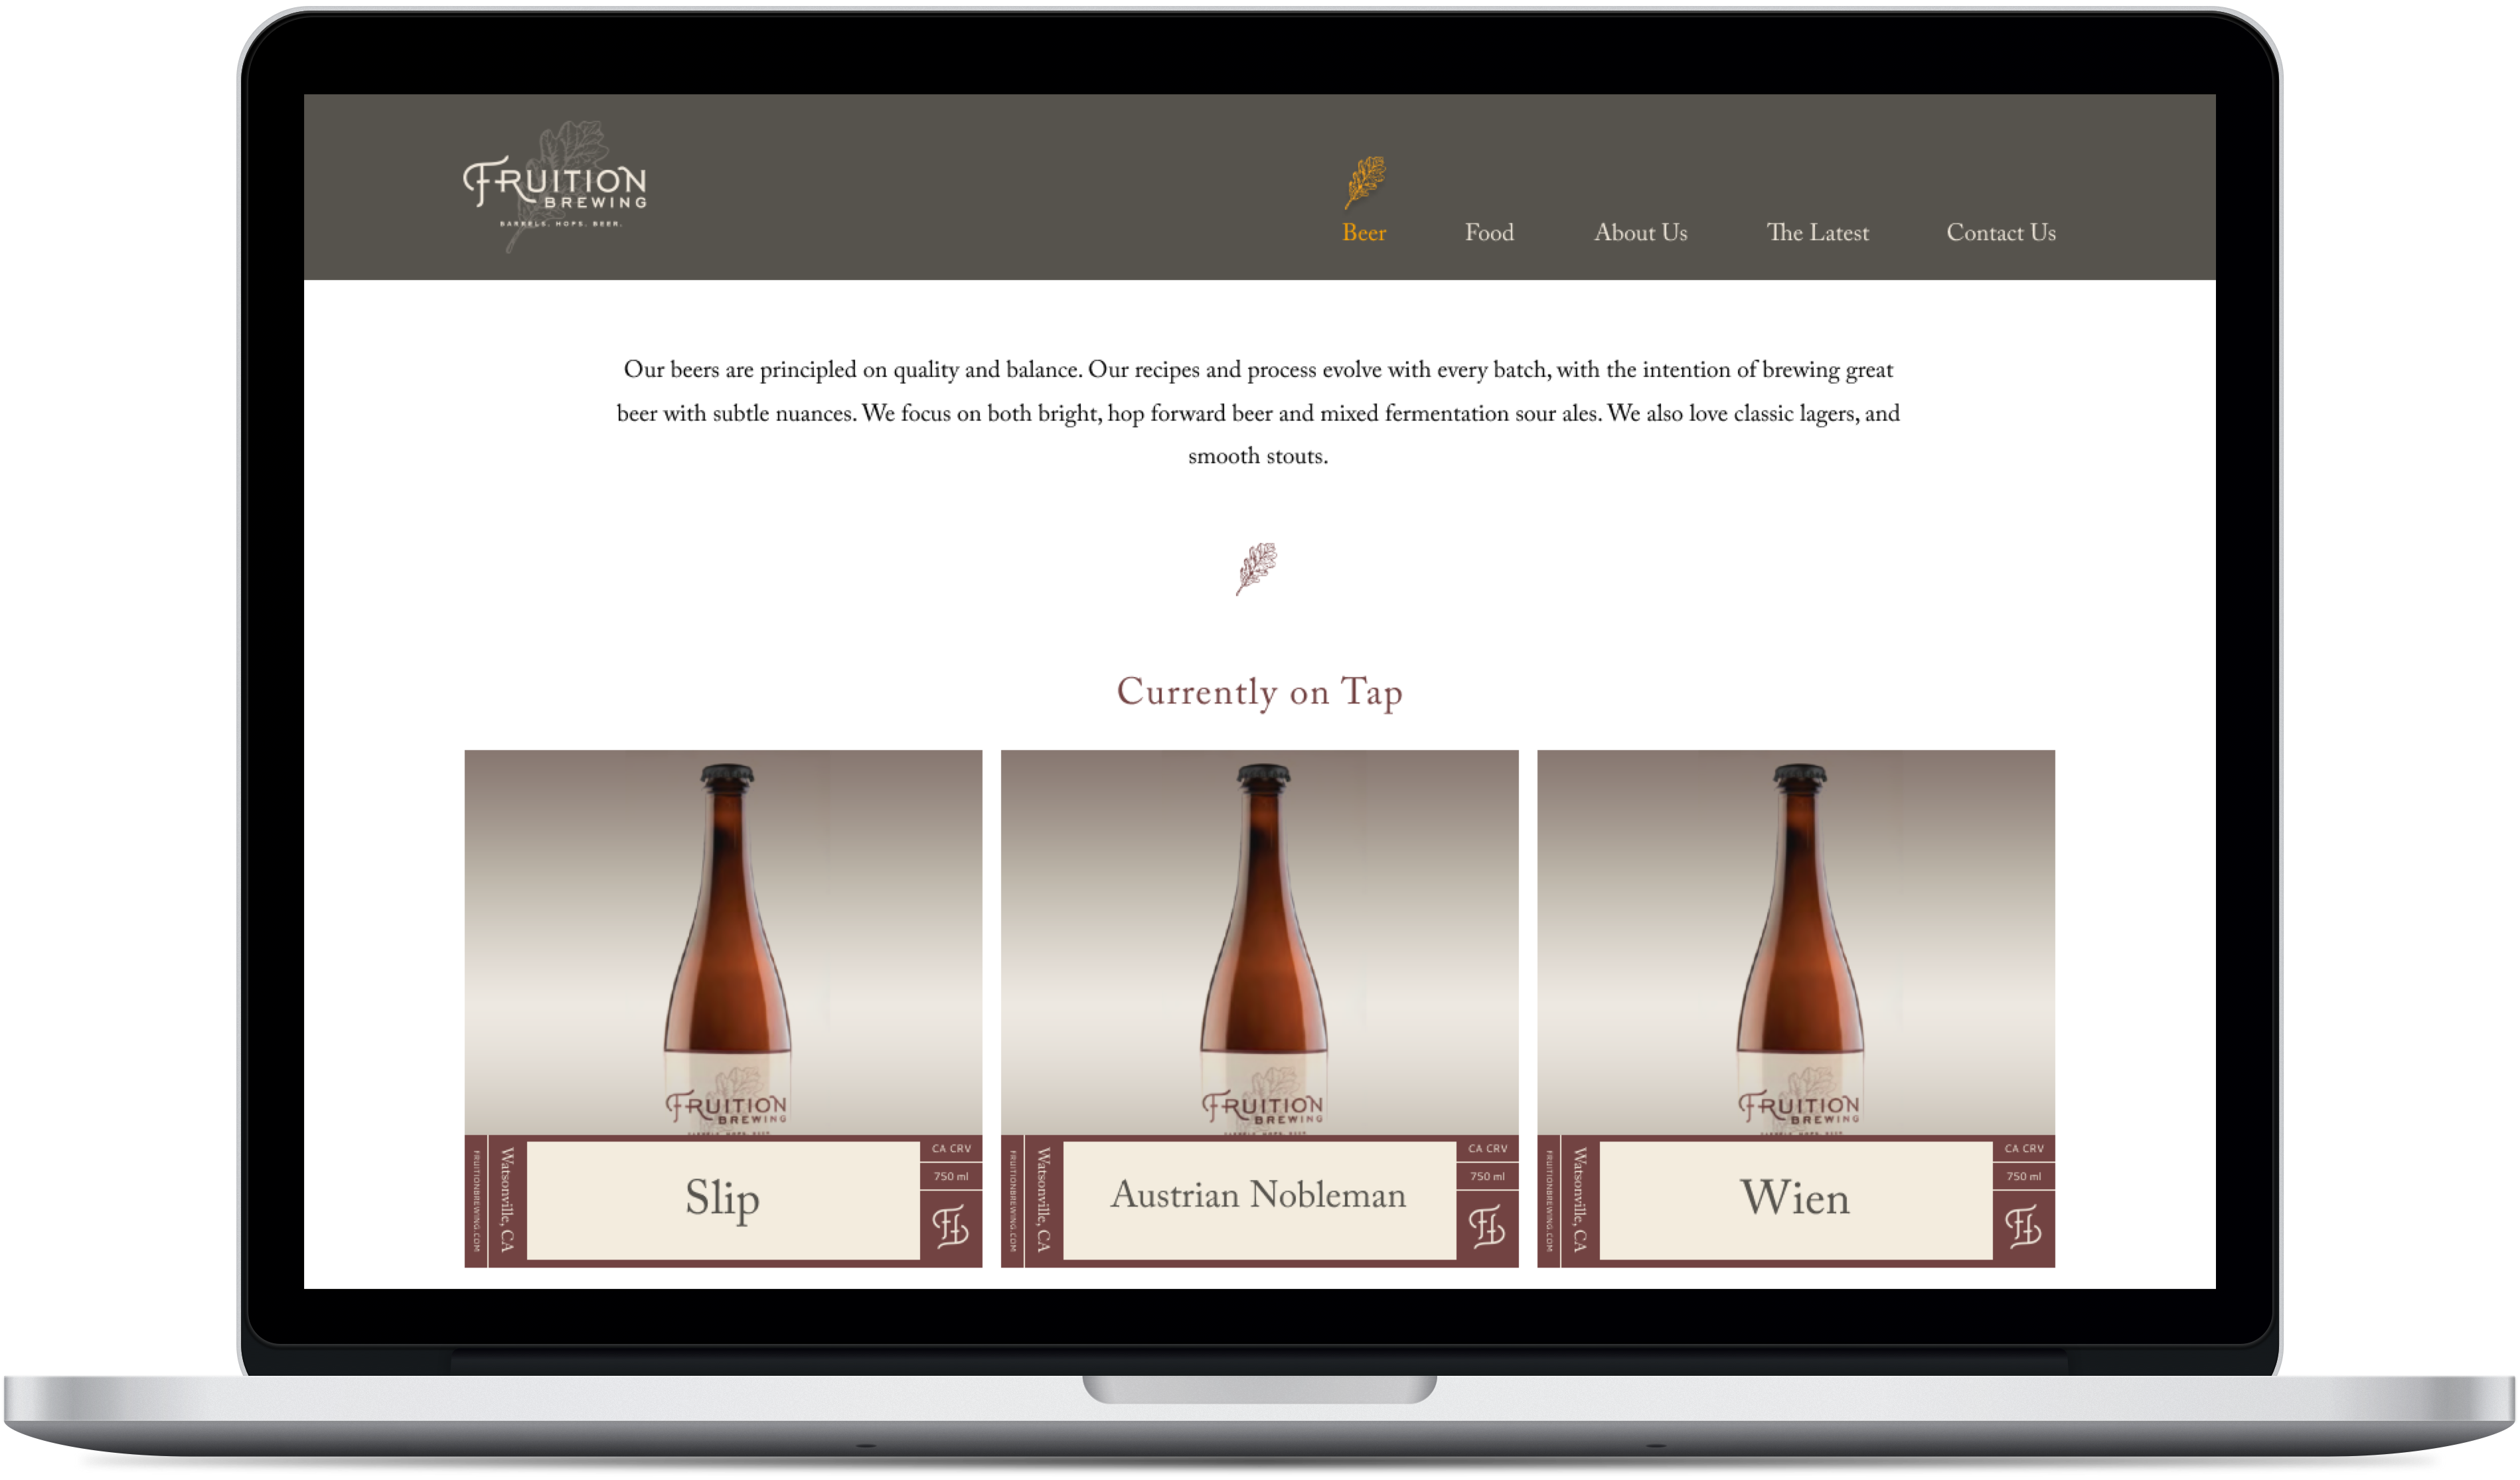 FRUITION
BREWING
BARRELS. HOPS. BEER.
Beer
Food
About Us
The Latest
Contact Us
Our beers are principled on quality and balance. Our recipes and process evolve with every batch, with the intention of brewing great
beer with subtle nuances. We focus on both bright, hop forward beer and mixed fermentation sour ales. We also love classic lagers, and
smooth stouts.
Currently on Tap
FRUITION
BREWING
FRUITIONBREWING.COM
Watsonville, CA
Slip
CA CRV
750 ml
FB
FRUITION
BREWING
FRUITIONBREWING.COM
Watsonville, CA
Austrian Nobleman
CA CRV
750 ml
FB
FRUITION
BREWING
FRUITIONBREWING.COM
Watsonville, CA
Wien
CA CRV
750 ml
FB